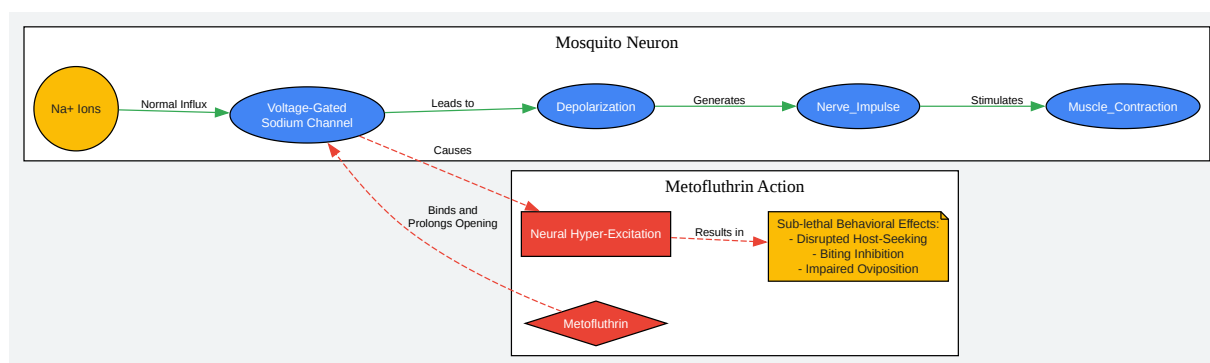 Mosquito Neuron
Na+ Ions
Normal Influx
Voltage-Gated
Sodium Channel
Leads to
Depolarization
Generates
Nerve_Impulse
Stimulates
Muscle_Contraction
Causes
Binds and
Prolongs Opening
Metofluthrin Action
Neural Hyper-Excitation
Results in
Sub-lethal Behavioral Effects:
- Disrupted Host-Seeking
- Biting Inhibition
- Impaired Oviposition
Metofluthrin